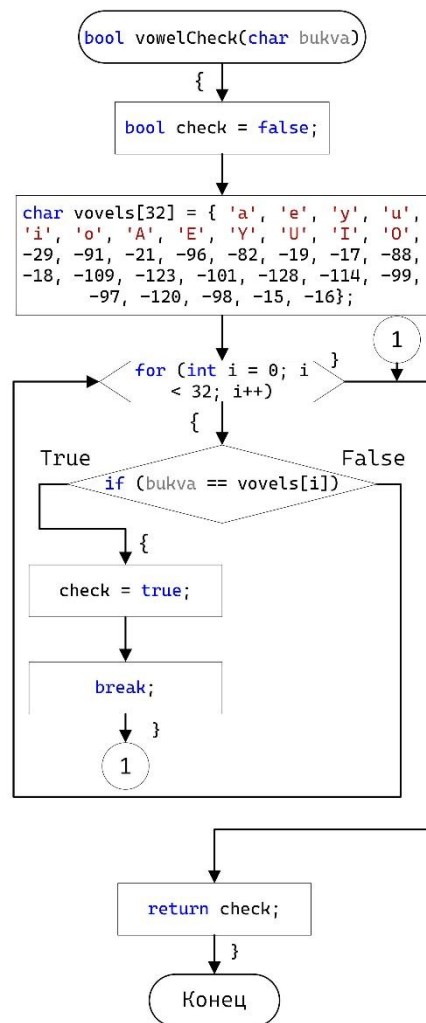 bool vowelCheck(char bukva)
{
bool check = false;
char vovels[32] = { 'a', 'e', 'y', 'u',
'i', 'o', 'A', 'E', 'Y', 'U', 'I', 'O',
-29, -91, -21, -96, -82, -19, -17, -88,
-18, -109, -123, -101, -128, -114, -99,
-97, -120, -98, -15, -16};
1
for (int i = 0; i
< 32; i++)
}
{
True
False
if (bukva == vovels[i])
{
check = true;
break;
}
1
return check;
}
Конец